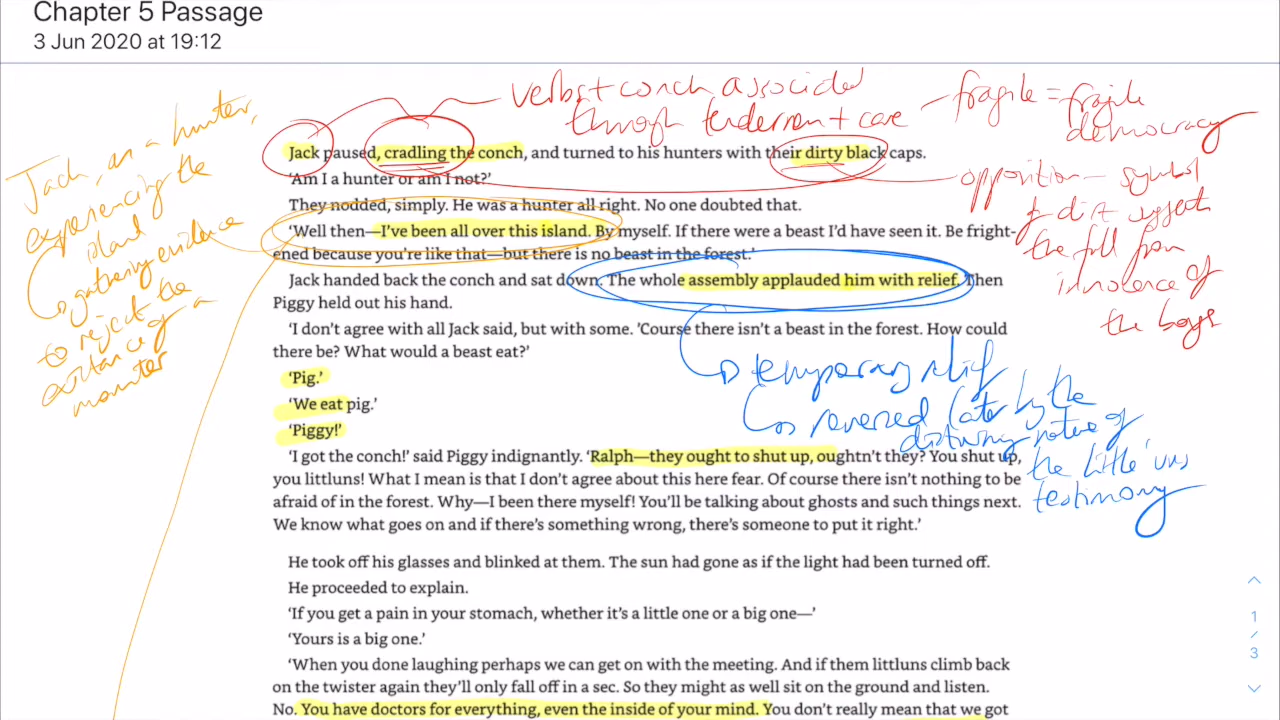 Chapter 5 Passage
3 Jun 2020 at 19:12
verbs + conch associated
through tenderness + care
fragile = fragile
democracy
opposition – symbol
of dirt suggest
the fall from
innocence of
the boys
Jack, as a hunter,
experiencing the
island
gathering evidence
to reject the
existence of a
monster
Jack paused, cradling the conch, and turned to his hunters with their dirty black caps.
‘Am I a hunter or am I not?’
They nodded, simply. He was a hunter all right. No one doubted that.
‘Well then—I’ve been all over this island. By myself. If there were a beast I’d have seen it. Be fright-
ened because you’re like that—but there is no beast in the forest.’
Jack handed back the conch and sat down. The whole assembly applauded him with relief. Then
Piggy held out his hand.
‘I don’t agree with all Jack said, but with some. ’Course there isn’t a beast in the forest. How could
there be? What would a beast eat?’
‘Pig.’
‘We eat pig.’
‘Piggy!’
temporary relief
reversed later by the
disturbing nature of
the little 'uns
testimony
‘I got the conch!’ said Piggy indignantly. ‘Ralph—they ought to shut up, oughtn’t they? You shut up,
you littluns! What I mean is that I don’t agree about this here fear. Of course there isn’t nothing to be
afraid of in the forest. Why—I been there myself! You’ll be talking about ghosts and such things next.
We know what goes on and if there’s something wrong, there’s someone to put it right.’
He took off his glasses and blinked at them. The sun had gone as if the light had been turned off.
He proceeded to explain.
‘If you get a pain in your stomach, whether it’s a little one or a big one—’
‘Yours is a big one.’
‘When you done laughing perhaps we can get on with the meeting. And if them littluns climb back
on the twister again they’ll only fall off in a sec. So they might as well sit on the ground and listen.
No. You have doctors for everything, even the inside of your mind. You don’t really mean that we got
1
/
3